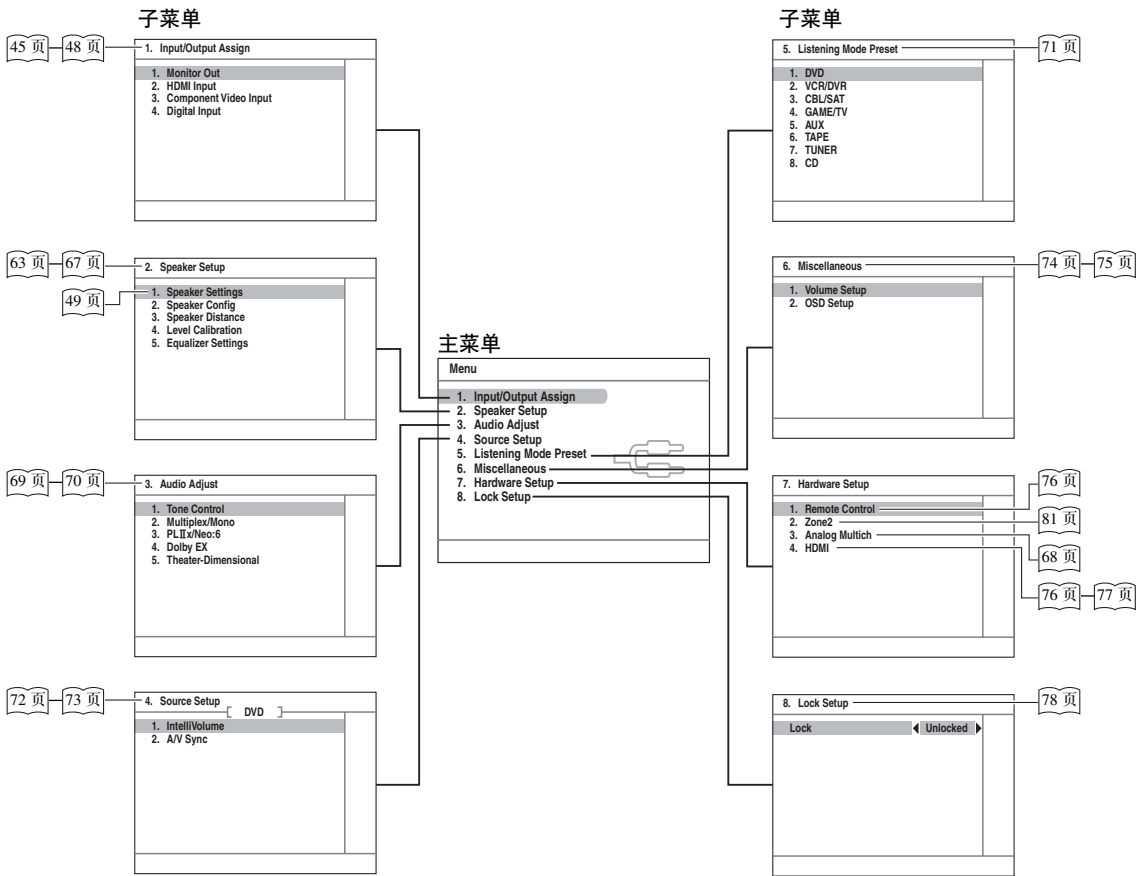 子菜单
45 页 48 页
1. Input/Output Assign
1. Monitor Out
2. HDMI Input
3. Component Video Input
4. Digital Input
63 页 67 页
2. Speaker Setup
49 页
1. Speaker Settings
2. Speaker Config
3. Speaker Distance
4. Level Calibration
5. Equalizer Settings
69 页 70 页
3. Audio Adjust
1. Tone Control
2. Multiplex/Mono
3. PLⅡx/Neo:6
4. Dolby EX
5. Theater-Dimensional
72 页 73 页
4. Source Setup
DVD
1. IntelliVolume
2. A/V Sync
主菜单
Menu
1. Input/Output Assign
2. Speaker Setup
3. Audio Adjust
4. Source Setup
5. Listening Mode Preset
6. Miscellaneous
7. Hardware Setup
8. Lock Setup
子菜单
5. Listening Mode Preset
71 页
1. DVD
2. VCR/DVR
3. CBL/SAT
4. GAME/TV
5. AUX
6. TAPE
7. TUNER
8. CD
6. Miscellaneous
74 页 75 页
1. Volume Setup
2. OSD Setup
7. Hardware Setup
76 页
1. Remote Control
2. Zone2
81 页
3. Analog Multich
68 页
4. HDMI
76 页 77 页
8. Lock Setup
78 页
Lock Unlocked